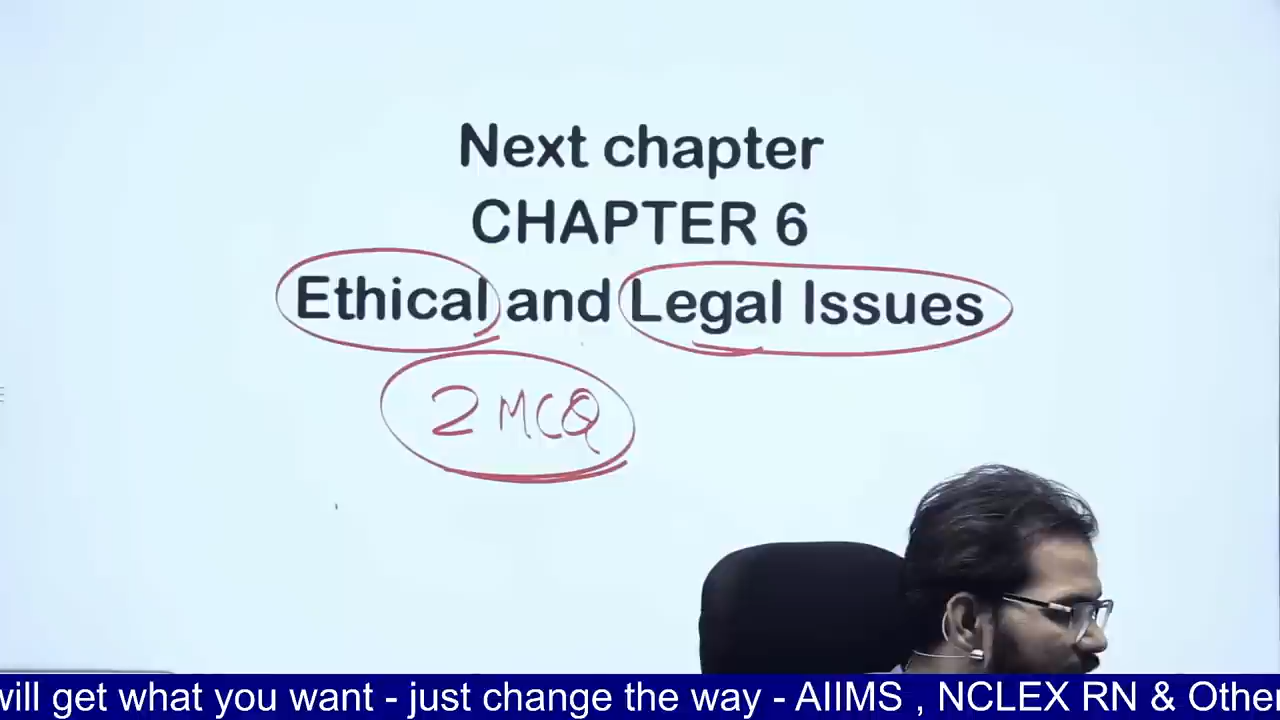 Next chapter
CHAPTER 6
Ethical and Legal Issues
2 MCQ
will get what you want - just change the way - AIIMS , NCLEX RN & Other